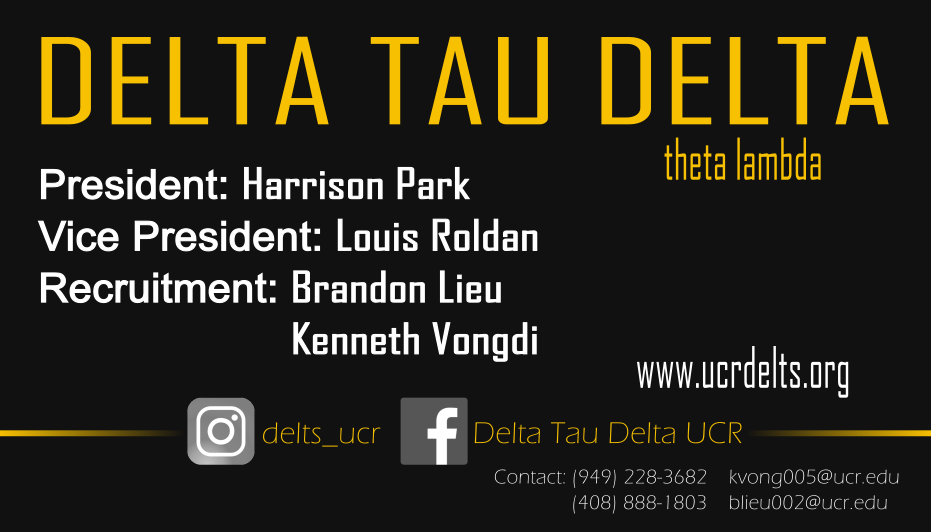 DELTA TAU DELTA
theta lambda
President: Harrison Park
Vice President: Louis Roldan
Recruitment: Brandon Lieu
Kenneth Vongdi
www.ucrdelts.org
delts_ucr f Delta Tau Delta UCR
Contact: (949) 228-3682 kvong005@ucr.edu
(408) 888-1803 blieu002@ucr.edu